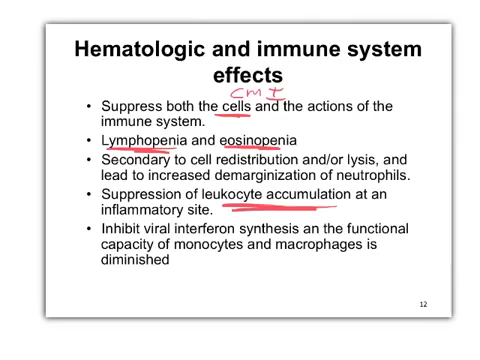 Hematologic and immune system
effects
CMI
• Suppress both the cells and the actions of the
immune system.
• Lymphopenia and eosinopenia
• Secondary to cell redistribution and/or lysis, and
lead to increased demarginization of neutrophils.
• Suppression of leukocyte accumulation at an
inflammatory site.
• Inhibit viral interferon synthesis an the functional
capacity of monocytes and macrophages is
diminished
12